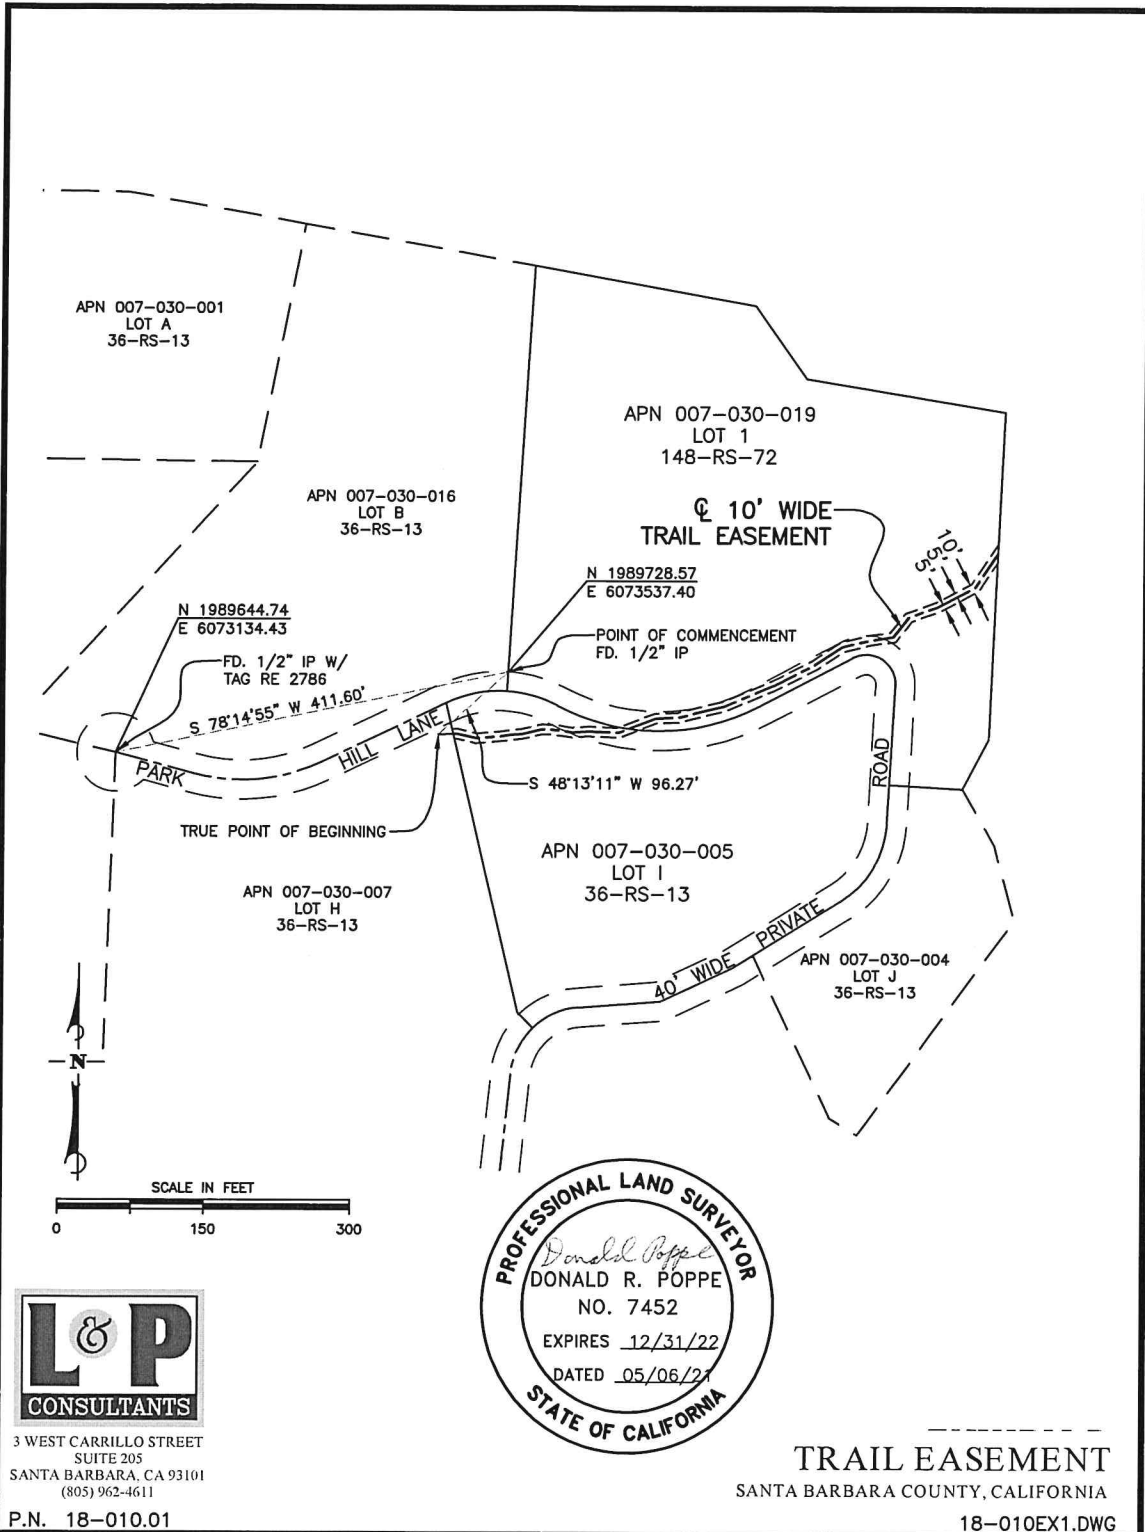 APN 007-030-001
LOT A
36-RS-13
APN 007-030-019
LOT 1
148-RS-72
APN 007-030-016
LOT B
36-RS-13
℄ 10' WIDE
TRAIL EASEMENT
10'
5'
5'
N 1989728.57
E 6073537.40
N 1989644.74
E 6073134.43
POINT OF COMMENCEMENT
FD. 1/2" IP
FD. 1/2" IP W/
TAG RE 2786
S 78°14'55" W 411.60'
PARK HILL LANE
ROAD
S 48°13'11" W 96.27'
TRUE POINT OF BEGINNING
APN 007-030-005
LOT I
36-RS-13
APN 007-030-007
LOT H
36-RS-13
40' WIDE PRIVATE
APN 007-030-004
LOT J
36-RS-13
N
SCALE IN FEET
0 150 300
PROFESSIONAL LAND SURVEYOR
Donald Poppe
DONALD R. POPPE
NO. 7452
EXPIRES 12/31/22
DATED 05/06/21
STATE OF CALIFORNIA
L&P
CONSULTANTS
3 WEST CARRILLO STREET
SUITE 205
SANTA BARBARA, CA 93101
(805) 962-4611
P.N. 18-010.01
TRAIL EASEMENT
SANTA BARBARA COUNTY, CALIFORNIA
18-010EX1.DWG